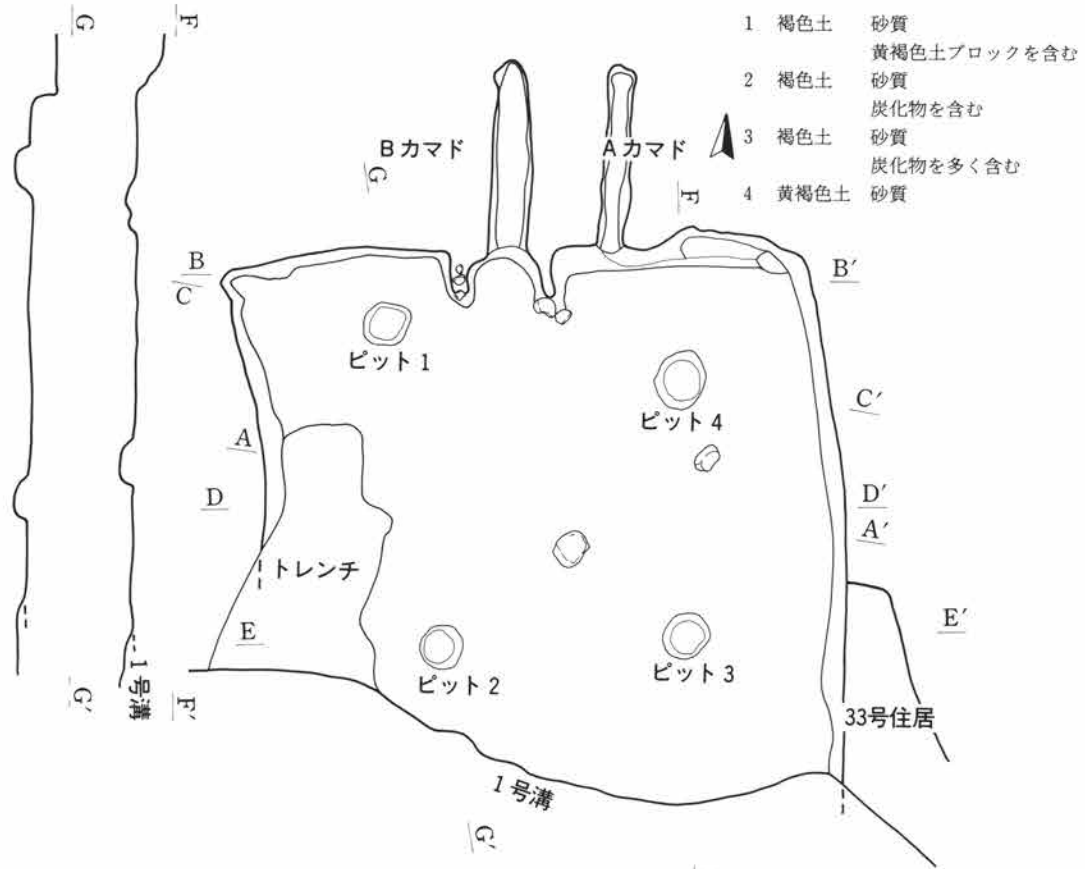 1 褐色土 砂質
黄褐色土ブロックを含む
2 褐色土 砂質
炭化物を含む
3 褐色土 砂質
炭化物を多く含む
4 黄褐色土 砂質
G
F
Bカマド
Aカマド
G
F
B
C
B′
ピット1
C′
ピット4
A
D
D′
A′
トレンチ
E
E′
ピット2
ピット3
1号溝
G′
F′
33号住居
1号溝
G′